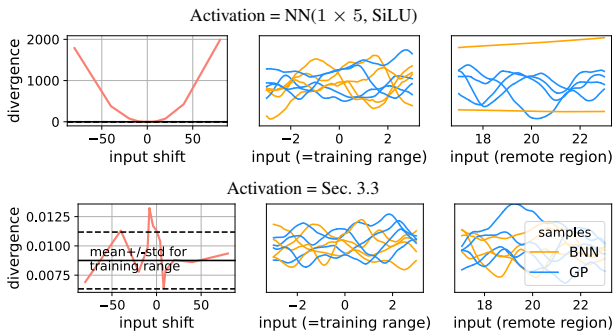 Activation = NN(1 × 5, SiLU)
divergence
2000
1000
0
−50
0
50
input shift
−3
0
3
input (=training range)
18
20
22
input (remote region)
Activation = Sec. 3.3
divergence
0.0125
0.0100
0.0075
mean+/-std for
training range
−50
0
50
input shift
−2
0
2
input (=training range)
samples
BNN
GP
18
20
22
input (remote region)